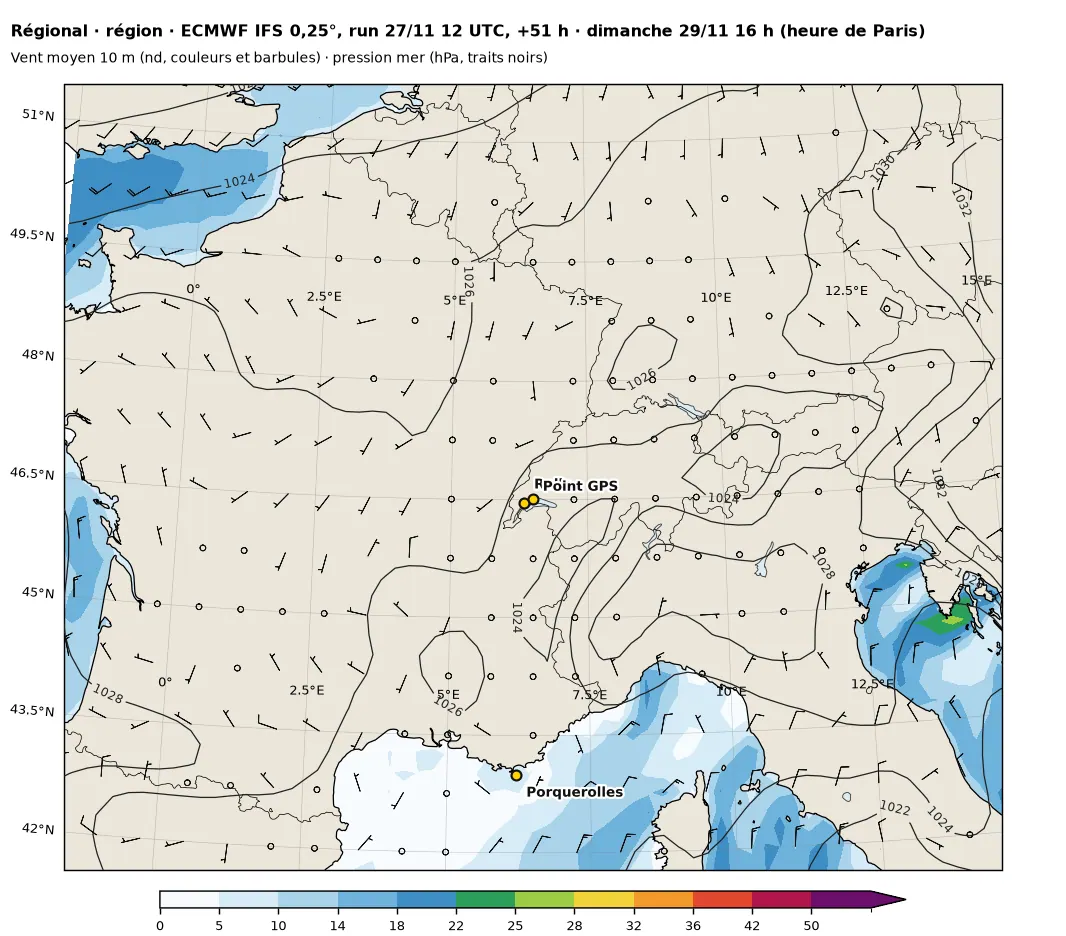 Régional · région · ECMWF IFS 0,25°, run 27/11 12 UTC, +51 h · dimanche 29/11 16 h (heure de Paris)
Vent moyen 10 m (nd, couleurs et barbules) · pression mer (hPa, traits noirs)
51°N
1030
1024
1032
49.5°N
1026
0°
2.5°E
5°E
7.5°E
10°E
12.5°E
15°E
48°N
1026
46.5°N
Point GPS
1024
1032
1028
45°N
1024
0°
2.5°E
5°E
7.5°E
10°E
12.5°E
1028
1026
43.5°N
Porquerolles
1022
1024
42°N
0 5 10 14 18 22 25 28 32 36 42 50